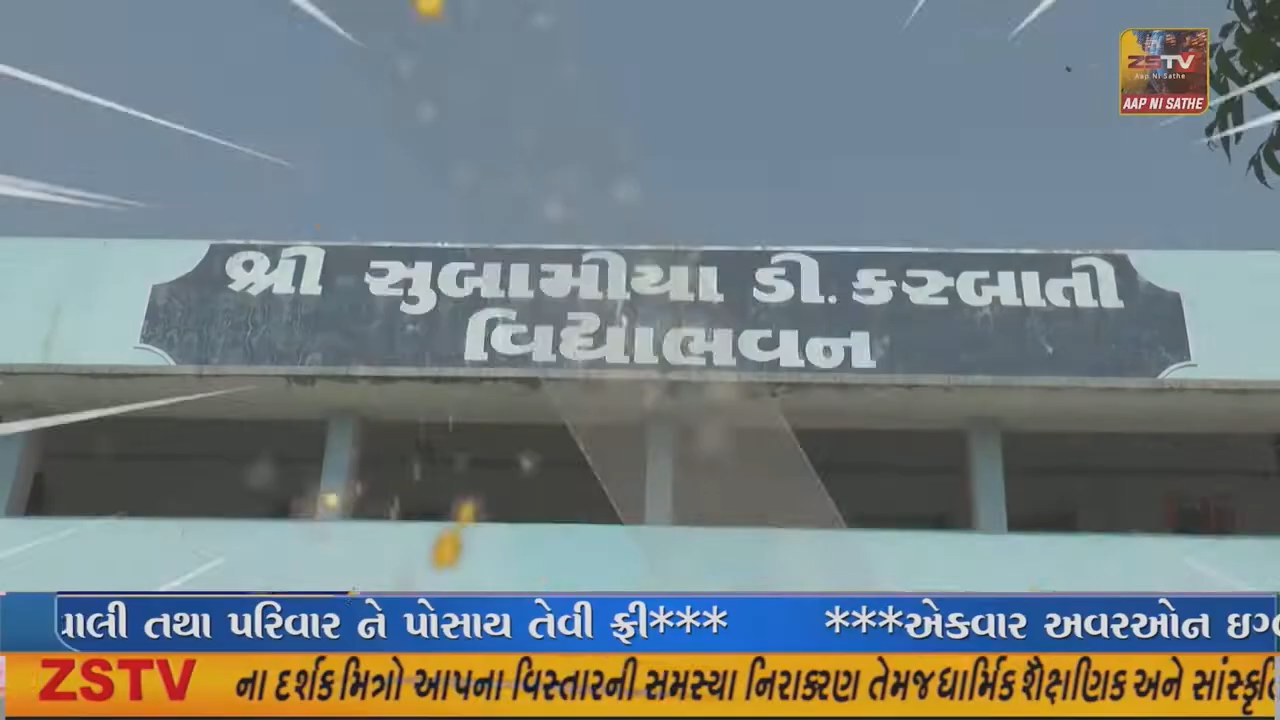 ZSTV
Aap Ni Sathe
AAP NI SATHE
શ્રી સુબામીયા ડી. કરબાતી
વિદ્યાભવન
તથા પરિવાર ને પોસાય તેવી ફ્રી*** ***એકવાર અવરઓન
ZSTV ના દર્શક મિત્રો આપના વિસ્તારની સમસ્યા નિરાકરણ તેમજ ધાર્મિક શૈક્ષણિક અને